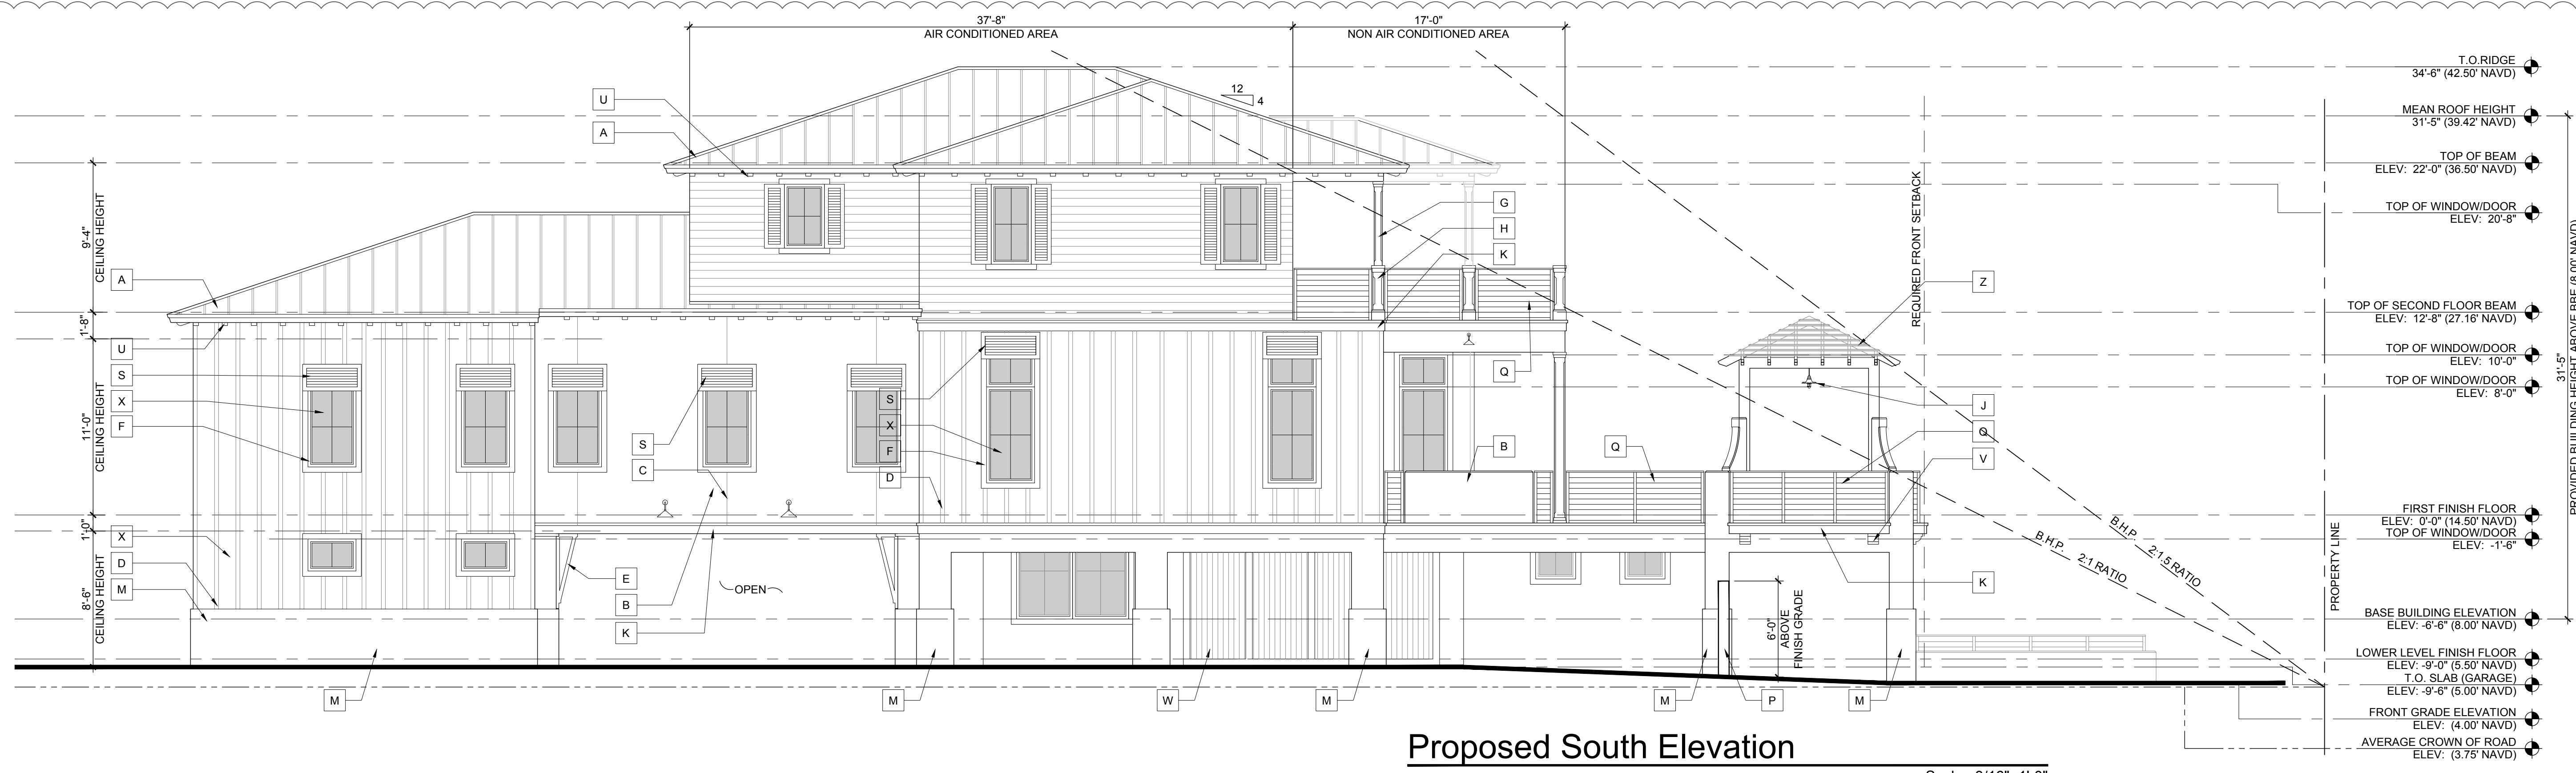 37'-8"
AIR CONDITIONED AREA
17'-0"
NON AIR CONDITIONED AREA
T.O.RIDGE
34'-6" (42.50' NAVD)
MEAN ROOF HEIGHT
31'-5" (39.42' NAVD)
TOP OF BEAM
ELEV: 22'-0" (36.50' NAVD)
TOP OF WINDOW/DOOR
ELEV: 20'-8"
TOP OF SECOND FLOOR BEAM
ELEV: 12'-8" (27.16' NAVD)
TOP OF WINDOW/DOOR
ELEV: 10'-0"
TOP OF WINDOW/DOOR
ELEV: 8'-0"
FIRST FINISH FLOOR
ELEV: 0'-0" (14.50' NAVD)
TOP OF WINDOW/DOOR
ELEV: -1'-6"
BASE BUILDING ELEVATION
ELEV: -6'-6" (8.00' NAVD)
LOWER LEVEL FINISH FLOOR
ELEV: -9'-0" (5.50' NAVD)
T.O. SLAB (GARAGE)
ELEV: -9'-6" (5.00' NAVD)
FRONT GRADE ELEVATION
ELEV: (4.00' NAVD)
AVERAGE CROWN OF ROAD
ELEV: (3.75' NAVD)
31'-5"
PROVIDED BUILDING HEIGHT ABOVE BBE (8.00' NAVD)
9'-4"
CEILING HEIGHT
1'-8"
11'-0"
CEILING HEIGHT
1'-0"
8'-6"
CEILING HEIGHT
U
A
12
4
A
U
S
X
F
X
D
M
S
C
E
B
K
OPEN
S
X
F
D
G
H
K
Q
B
Q
Z
J
Q
V
K
REQUIRED FRONT SETBACK
PROPERTY LINE
B.H.P. 2:1 RATIO
B.H.P. 2:1.5 RATIO
6'-0"
ABOVE
FINISH GRADE
M
M
W
M
M
P
M
Proposed South Elevation